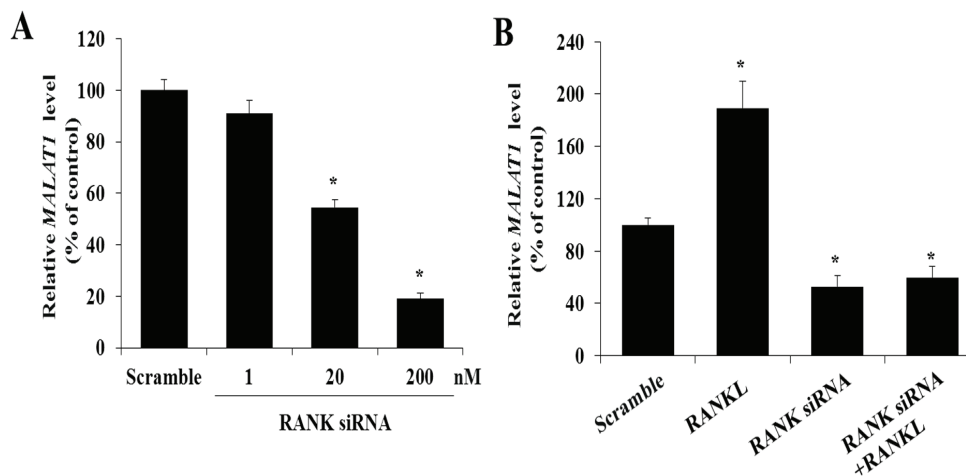 A
Relative MALAT1 level
(% of control)
120
100
80
60
40
20
0
*
*
Scramble 1 20 200 nM
RANK siRNA
B
Relative MALAT1 level
(% of control)
240
200
160
120
80
40
0
*
*
*
Scramble
RANKL
RANK siRNA
RANK siRNA
+RANKL